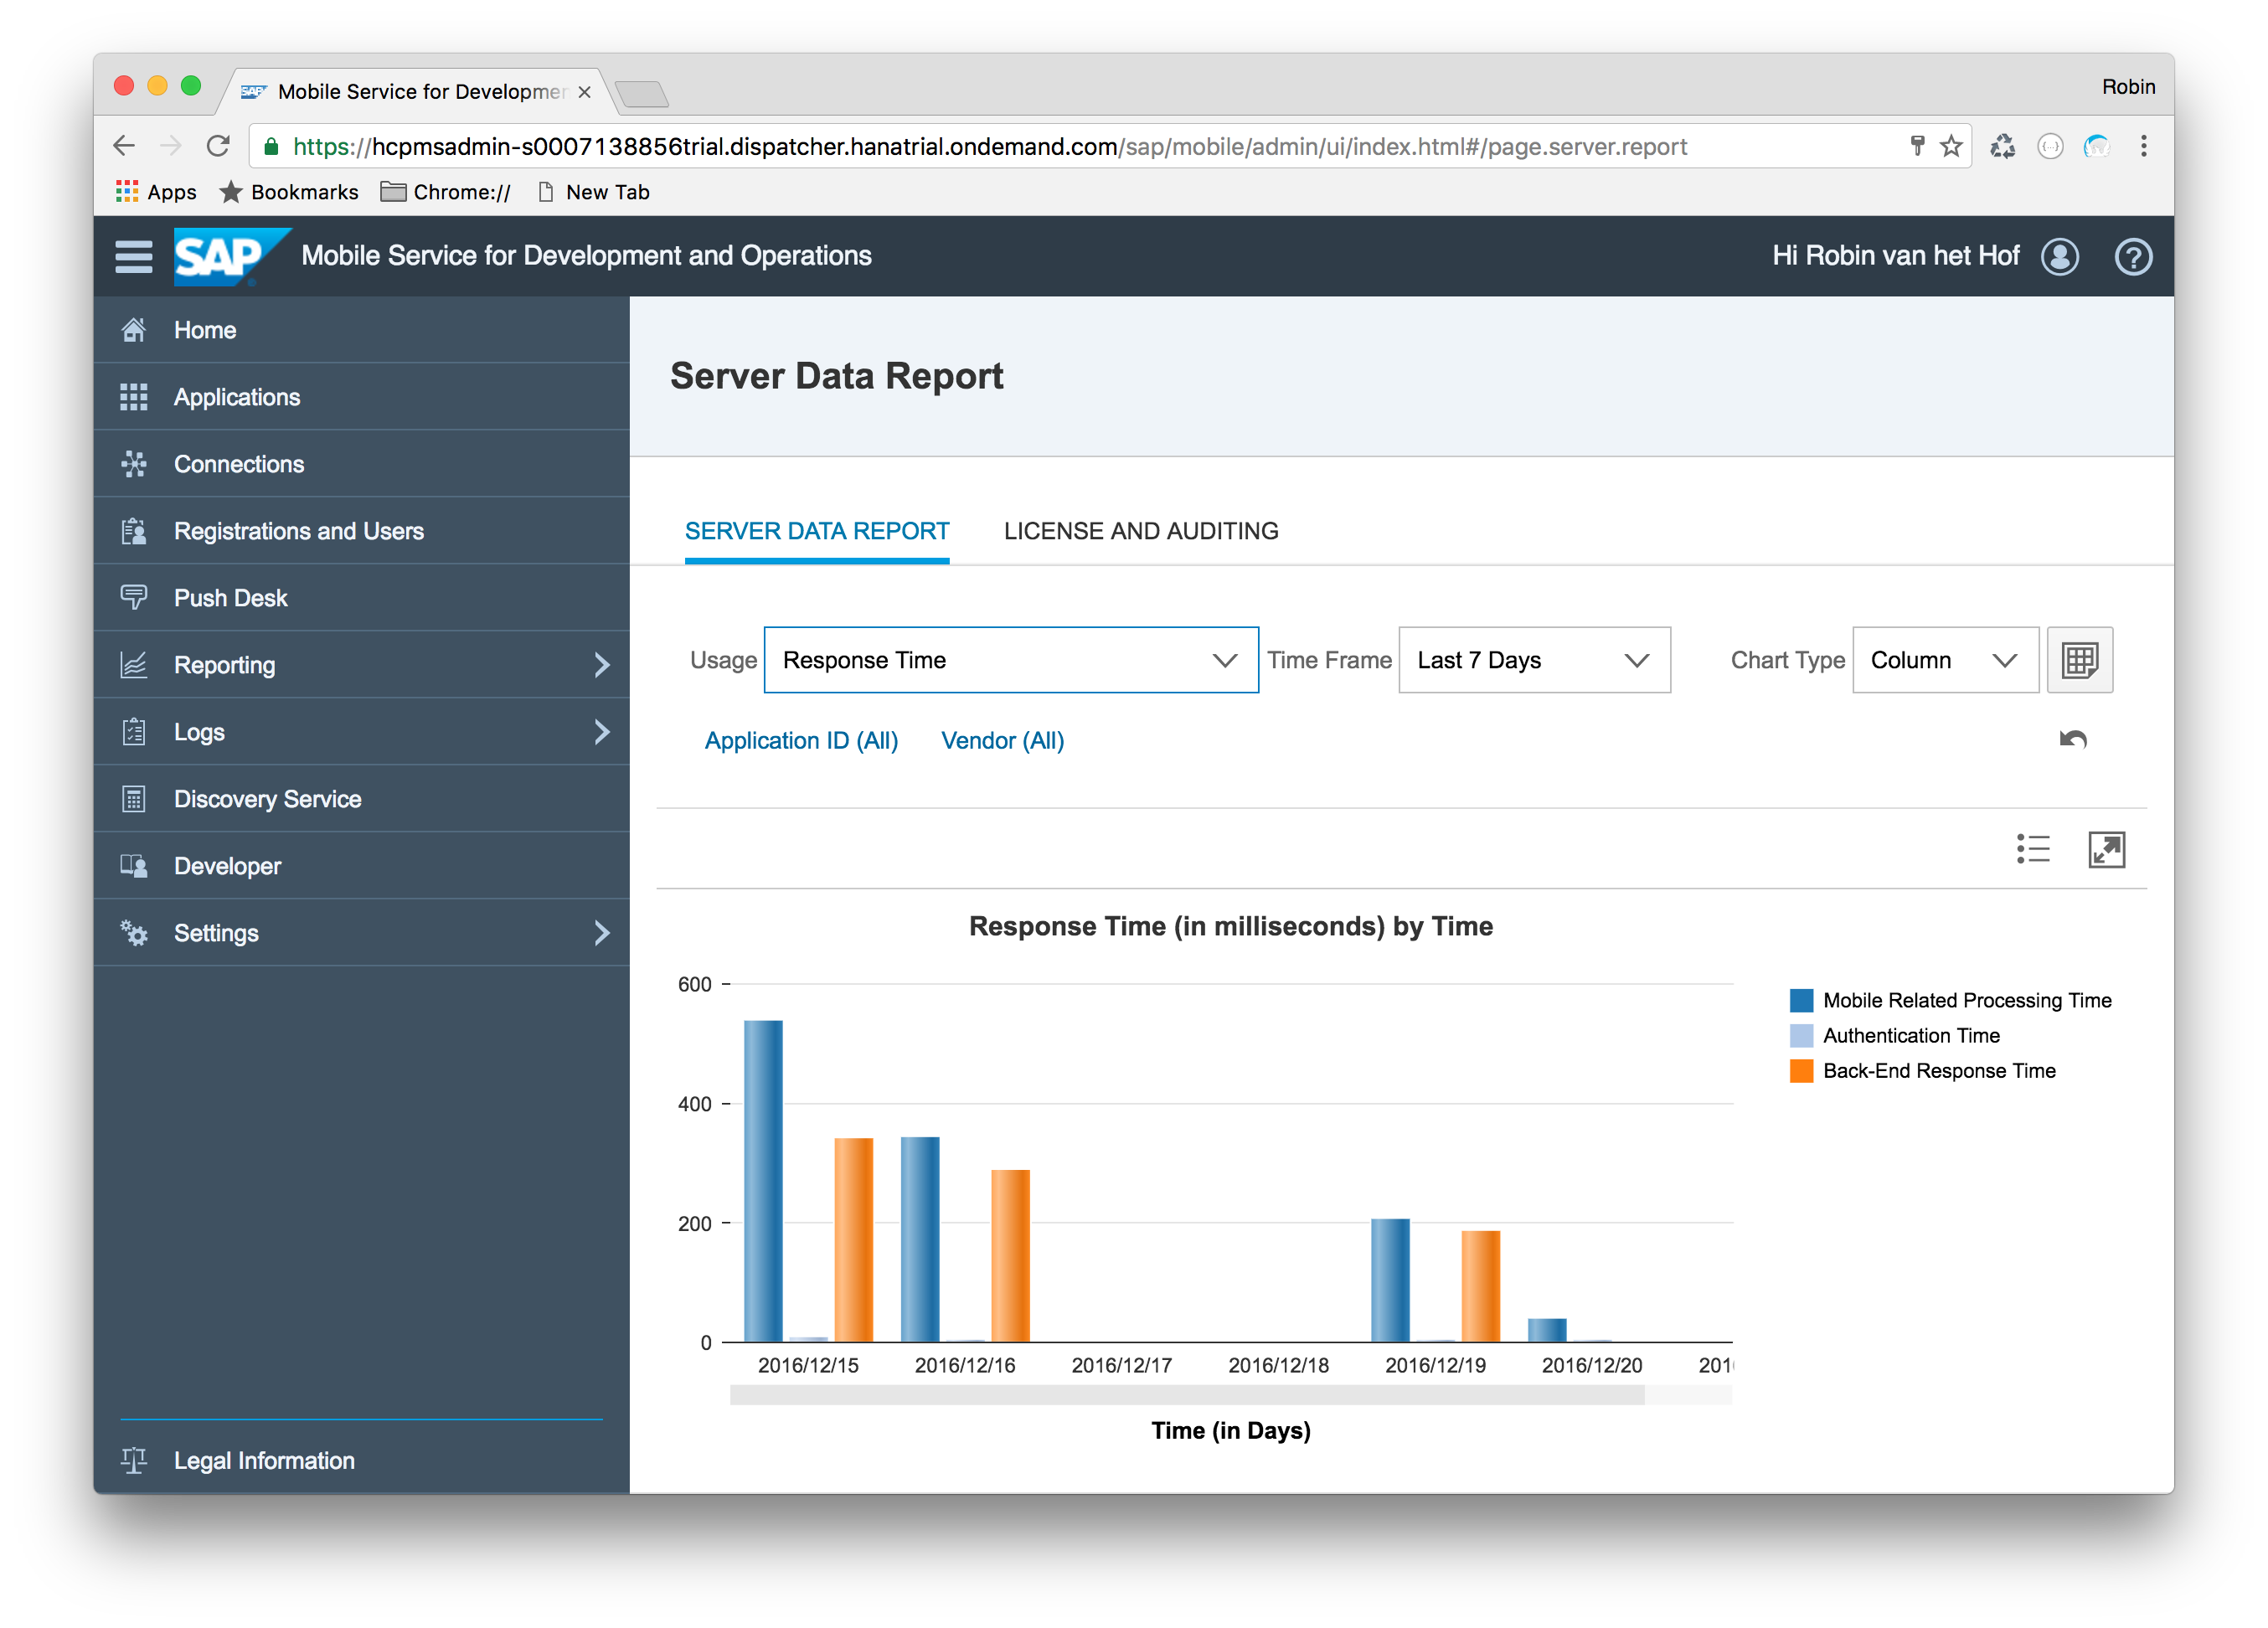 Mobile Service for Developmen
Robin
https://hcpmsadmin-s0007138856trial.dispatcher.hanatrial.ondemand.com/sap/mobile/admin/ui/index.html#/page.server.report
Apps Bookmarks Chrome:// New Tab
SAP Mobile Service for Development and Operations Hi Robin van het Hof
Home
Applications
Connections
Registrations and Users
Push Desk
Reporting
Logs
Discovery Service
Developer
Settings
Legal Information
Server Data Report
SERVER DATA REPORT LICENSE AND AUDITING
Usage Response Time Time Frame Last 7 Days Chart Type Column
Application ID (All) Vendor (All)
Response Time (in milliseconds) by Time
600
400
200
0
2016/12/15 2016/12/16 2016/12/17 2016/12/18 2016/12/19 2016/12/20 201
Time (in Days)
Mobile Related Processing Time
Authentication Time
Back-End Response Time